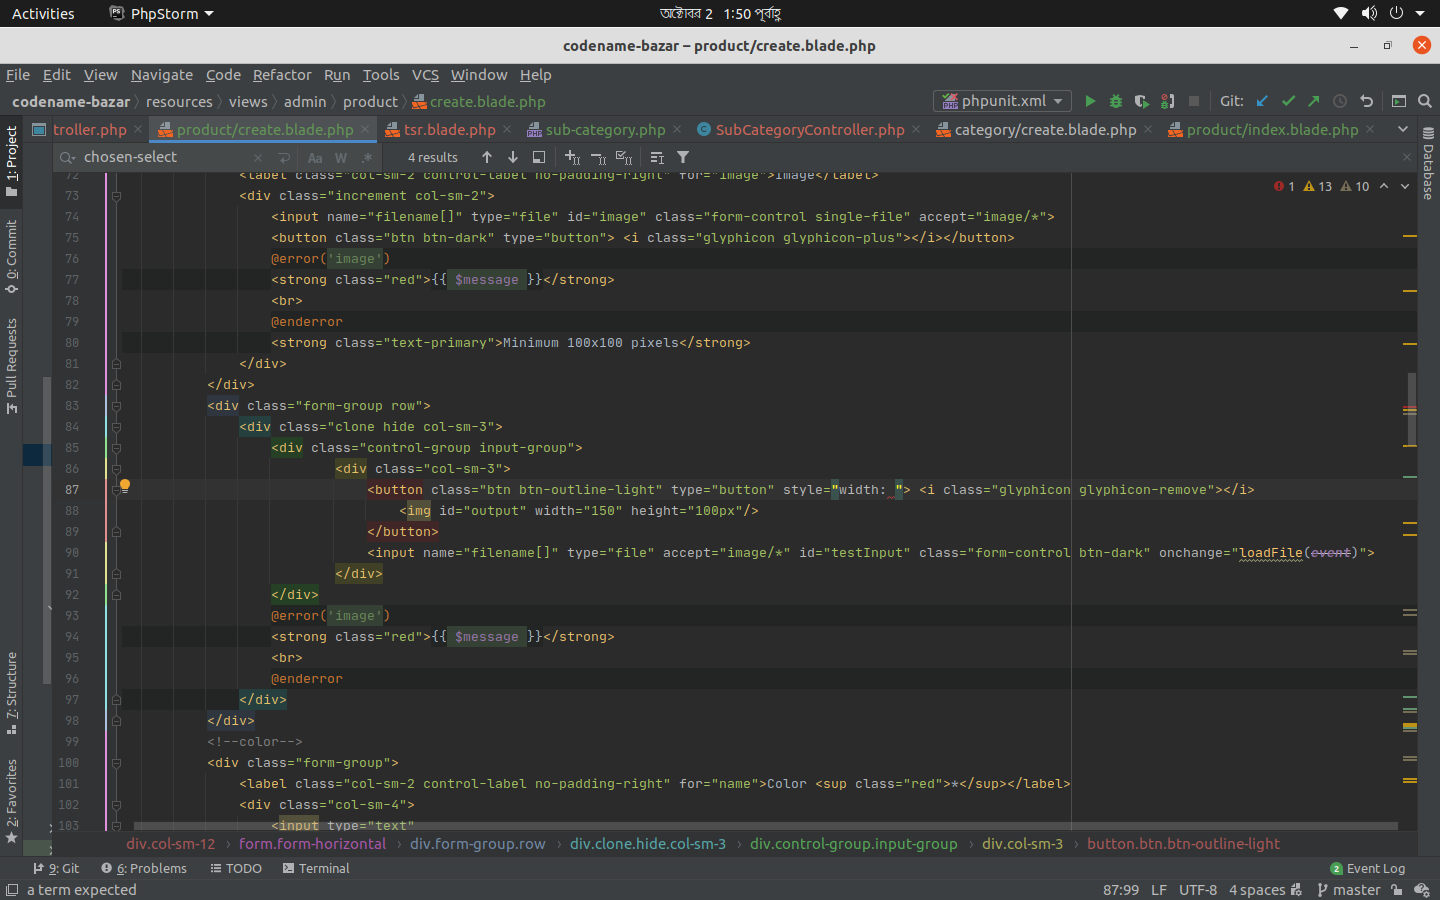 Activities PhpStorm অক্টোবর 2 1:50 পূর্বাহ্ণ
codename-bazar – product/create.blade.php
File Edit View Navigate Code Refactor Run Tools VCS Window Help
codename-bazar resources views admin product create.blade.php phpunit.xml Git:
troller.php product/create.blade.php tsr.blade.php sub-category.php SubCategoryController.php category/create.blade.php product/index.blade.php
chosen-select Aa W .* 4 results
1: Project
0: Commit
Pull Requests
7: Structure
2: Favorites
Database
1 13 10
72 <label class="col-sm-2 control-label no-padding-right" for="image">Image</label>
73 <div class="increment col-sm-2">
74 <input name="filename[]" type="file" id="image" class="form-control single-file" accept="image/*">
75 <button class="btn btn-dark" type="button"> <i class="glyphicon glyphicon-plus"></i></button>
76 @error('image')
77 <strong class="red">{{ $message }}</strong>
78 <br>
79 @enderror
80 <strong class="text-primary">Minimum 100x100 pixels</strong>
81 </div>
82 </div>
83 <div class="form-group row">
84 <div class="clone hide col-sm-3">
85 <div class="control-group input-group">
86 <div class="col-sm-3">
87 <button class="btn btn-outline-light" type="button" style="width: "> <i class="glyphicon glyphicon-remove"></i>
88 <img id="output" width="150" height="100px"/>
89 </button>
90 <input name="filename[]" type="file" accept="image/*" id="testInput" class="form-control btn-dark" onchange="loadFile(event)">
91 </div>
92 </div>
93 @error('image')
94 <strong class="red">{{ $message }}</strong>
95 <br>
96 @enderror
97 </div>
98 </div>
99 <!--color-->
100 <div class="form-group">
101 <label class="col-sm-2 control-label no-padding-right" for="name">Color <sup class="red">*</sup></label>
102 <div class="col-sm-4">
103 <input type="text"
div.col-sm-12 › form.form-horizontal › div.form-group.row › div.clone.hide.col-sm-3 › div.control-group.input-group › div.col-sm-3 › button.btn.btn-outline-light
9: Git 6: Problems TODO Terminal 2 Event Log
a term expected 87:99 LF UTF-8 4 spaces master